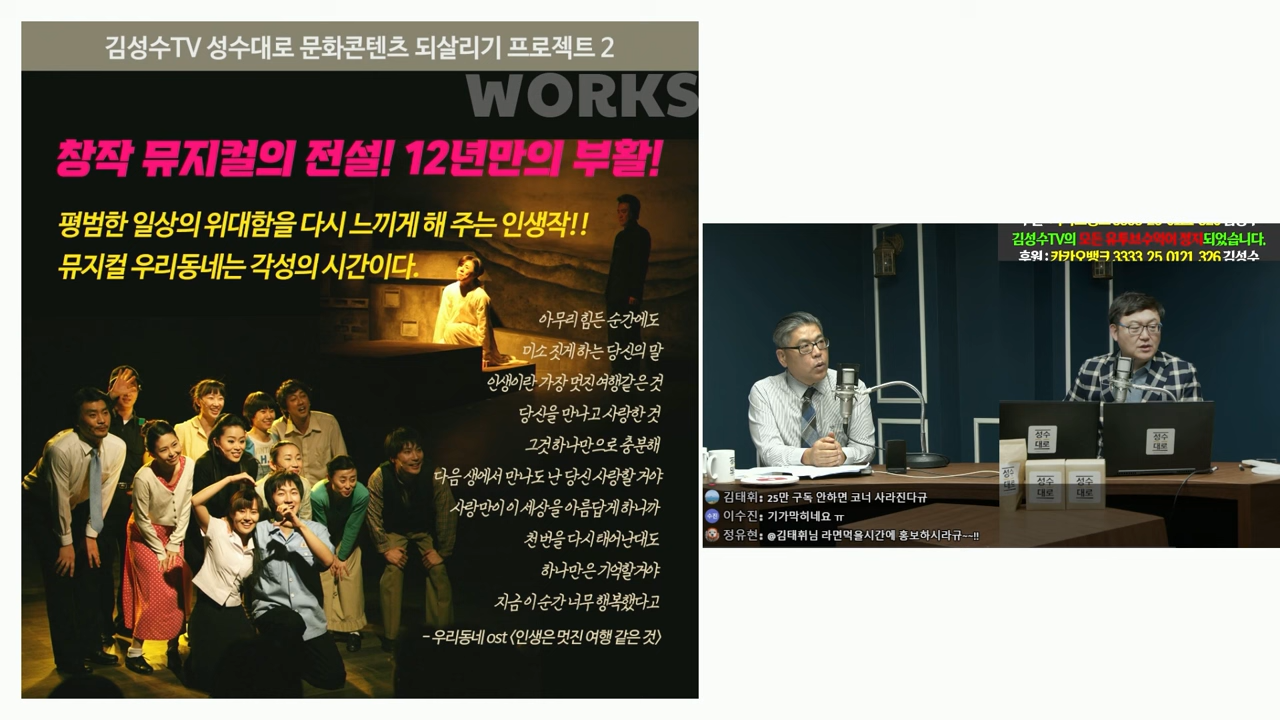 김성수TV 성수대로 문화콘텐츠 되살리기 프로젝트 2
WORKS
창작 뮤지컬의 전설! 12년만의 부활!
평범한 일상의 위대함을 다시 느끼게 해 주는 인생작!!
뮤지컬 우리동네는 각성의 시간이다.
아무리 힘든 순간에도
미소 짓게 하는 당신의 말
인생이란 가장 멋진 여행같은 것
당신을 만나고 사랑한 것
그것 하나만으로 충분해
다음 생에서 만나도 난 당신 사랑할 거야
사랑만이 이 세상을 아름답게 하니까
천 번을 다시 태어난대도
하나만은 기억할거야
지금 이 순간 너무 행복했다고
- 우리동네 ost <인생은 멋진 여행 같은 것>
김성수TV의 모든 유투브수익이 정지되었습니다.
후원 : 카카오뱅크 3333 25 0121 326 김성수
성수
대로
성수
대로
성수
대로
성수
대로
성수
대로
김태휘: 25만 구독 안하면 코너 사라진다규
이수진: 기가막히네요 ㅠ
정유현: @김태휘님 라면먹을시간에 홍보하시라규~~!!